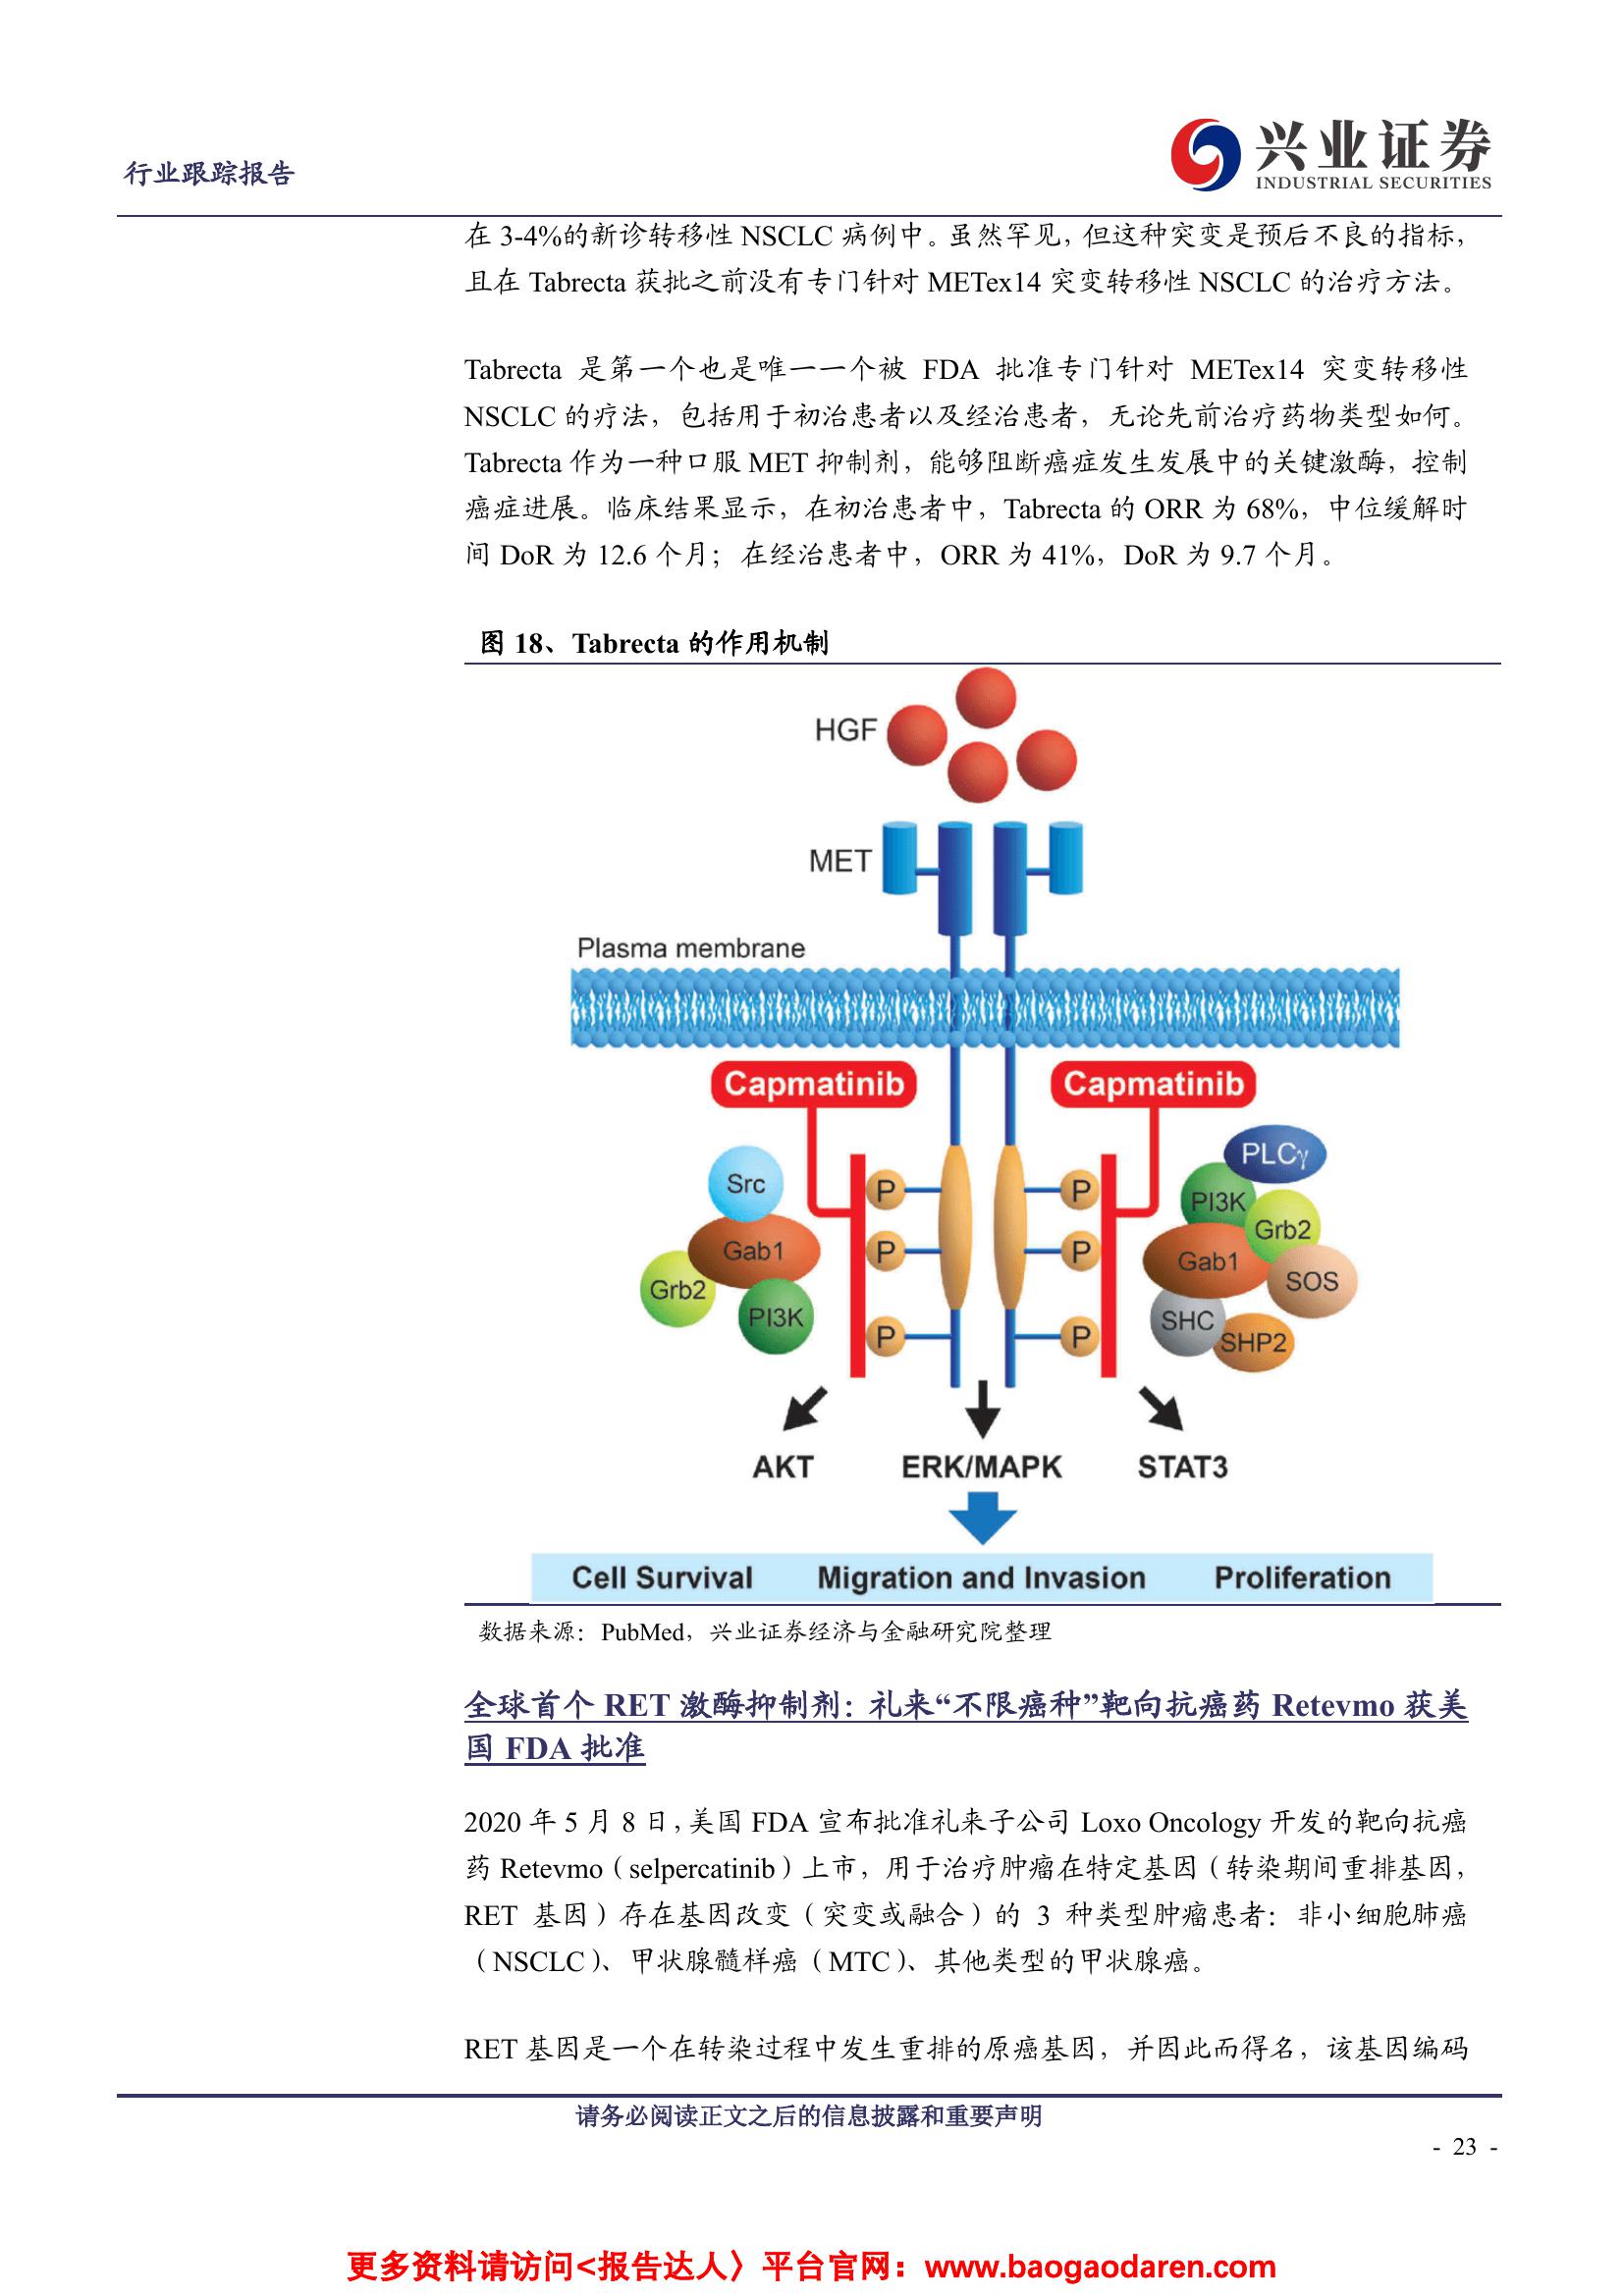 行业跟踪报告
兴业证券
INDUSTRIAL SECURITIES
在 3-4%的新诊转移性 NSCLC 病例中。虽然罕见，但这种突变是预后不良的指标，
且在 Tabrecta 获批之前没有专门针对 METex14 突变转移性 NSCLC 的治疗方法。
Tabrecta 是第一个也是唯一一个被 FDA 批准专门针对 METex14 突变转移性
NSCLC 的疗法，包括用于初治患者以及经治患者，无论先前治疗药物类型如何。
Tabrecta 作为一种口服 MET 抑制剂，能够阻断癌症发生发展中的关键激酶，控制
癌症进展。临床结果显示，在初治患者中，Tabrecta 的 ORR 为 68%，中位缓解时
间 DoR 为 12.6 个月；在经治患者中，ORR 为 41%，DoR 为 9.7 个月。
图 18、Tabrecta 的作用机制
HGF
MET
Plasma membrane
Capmatinib
Capmatinib
Src
Gab1
Grb2
PI3K
P
P
P
P
P
P
PLCγ
PI3K
Grb2
Gab1
SOS
SHC
SHP2
AKT
ERK/MAPK
STAT3
Cell Survival Migration and Invasion Proliferation
数据来源：PubMed，兴业证券经济与金融研究院整理
全球首个 RET 激酶抑制剂：礼来“不限癌种”靶向抗癌药 Retevmo 获美
国 FDA 批准
2020 年 5 月 8 日，美国 FDA 宣布批准礼来子公司 Loxo Oncology 开发的靶向抗癌
药 Retevmo（selpercatinib）上市，用于治疗肿瘤在特定基因（转染期间重排基因，
RET 基因）存在基因改变（突变或融合）的 3 种类型肿瘤患者：非小细胞肺癌
（NSCLC）、甲状腺髓样癌（MTC）、其他类型的甲状腺癌。
RET 基因是一个在转染过程中发生重排的原癌基因，并因此而得名，该基因编码
请务必阅读正文之后的信息披露和重要声明
- 23 -
更多资料请访问<报告达人〉平台官网：www.baogaodaren.com